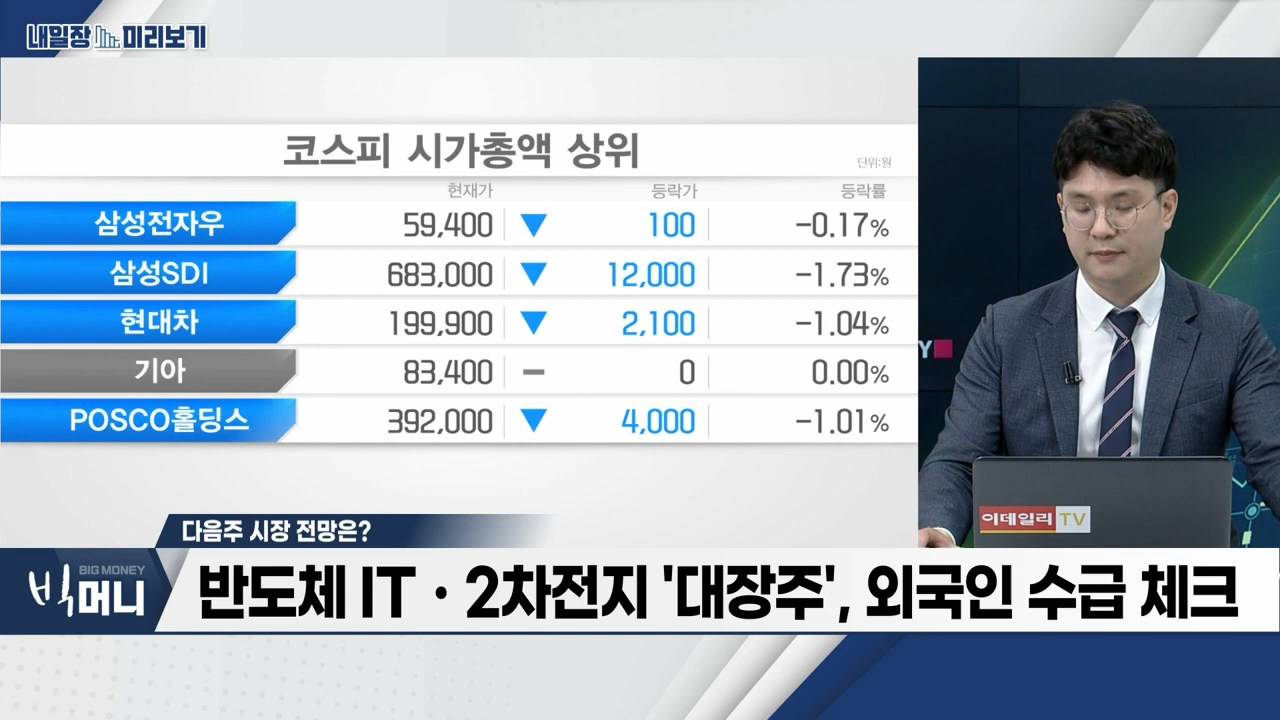 내일장 미리보기
코스피 시가총액 상위
단위:원
현재가 등락가 등락률
삼성전자우 59,400 ▼ 100 -0.17%
삼성SDI 683,000 ▼ 12,000 -1.73%
현대차 199,900 ▼ 2,100 -1.04%
기아 83,400 - 0 0.00%
POSCO홀딩스 392,000 ▼ 4,000 -1.01%
Y
이데일리 TV
다음주 시장 전망은?
BIG MONEY
빅머니
반도체 IT · 2차전지 '대장주', 외국인 수급 체크